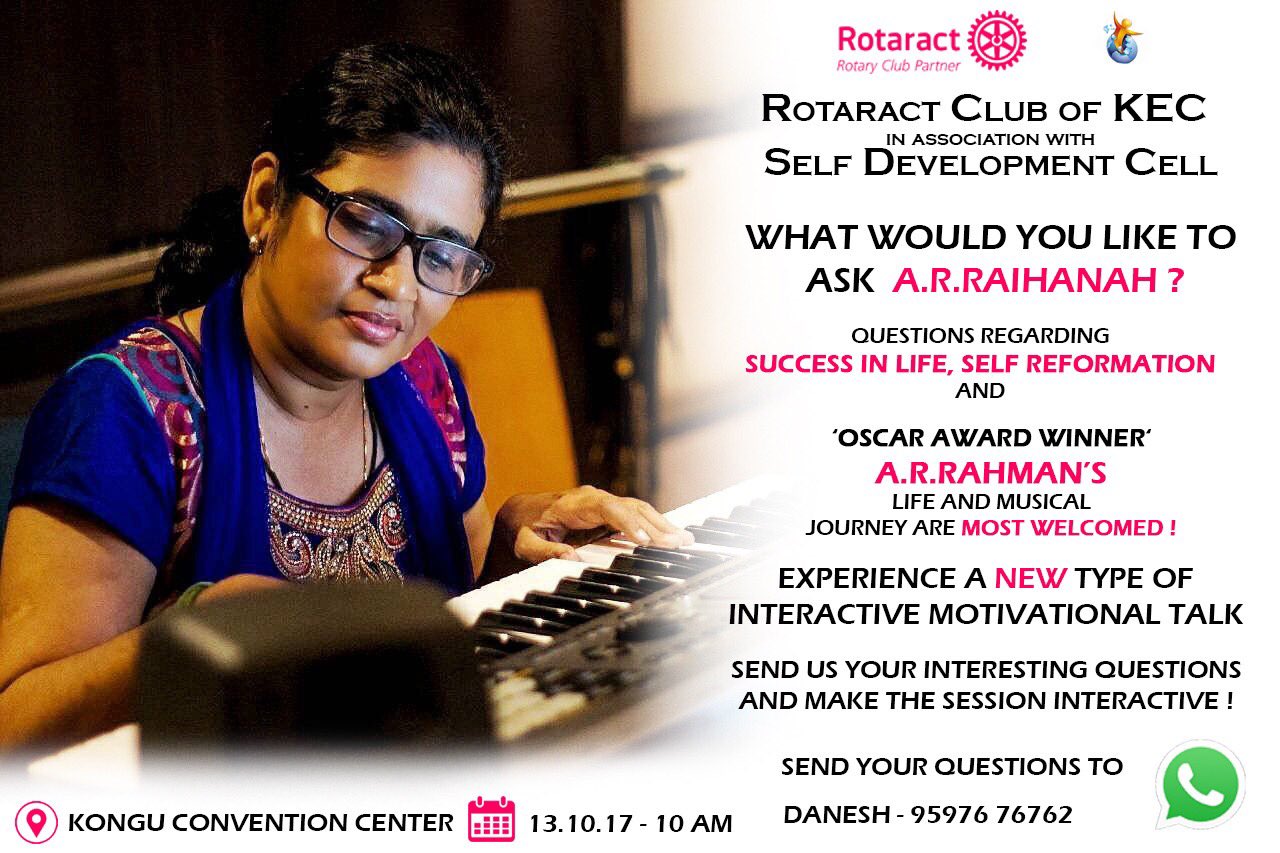 Rotaract
Rotary Club Partner
ROTARACT CLUB OF KEC
IN ASSOCIATION WITH
SELF DEVELOPMENT CELL
WHAT WOULD YOU LIKE TO
ASK A.R.RAIHANAH ?
QUESTIONS REGARDING
SUCCESS IN LIFE, SELF REFORMATION
AND
‘OSCAR AWARD WINNER‘
A.R.RAHMAN’S
LIFE AND MUSICAL
JOURNEY ARE MOST WELCOMED !
EXPERIENCE A NEW TYPE OF
INTERACTIVE MOTIVATIONAL TALK
SEND US YOUR INTERESTING QUESTIONS
AND MAKE THE SESSION INTERACTIVE !
SEND YOUR QUESTIONS TO
DANESH - 95976 76762
KONGU CONVENTION CENTER
13.10.17 - 10 AM